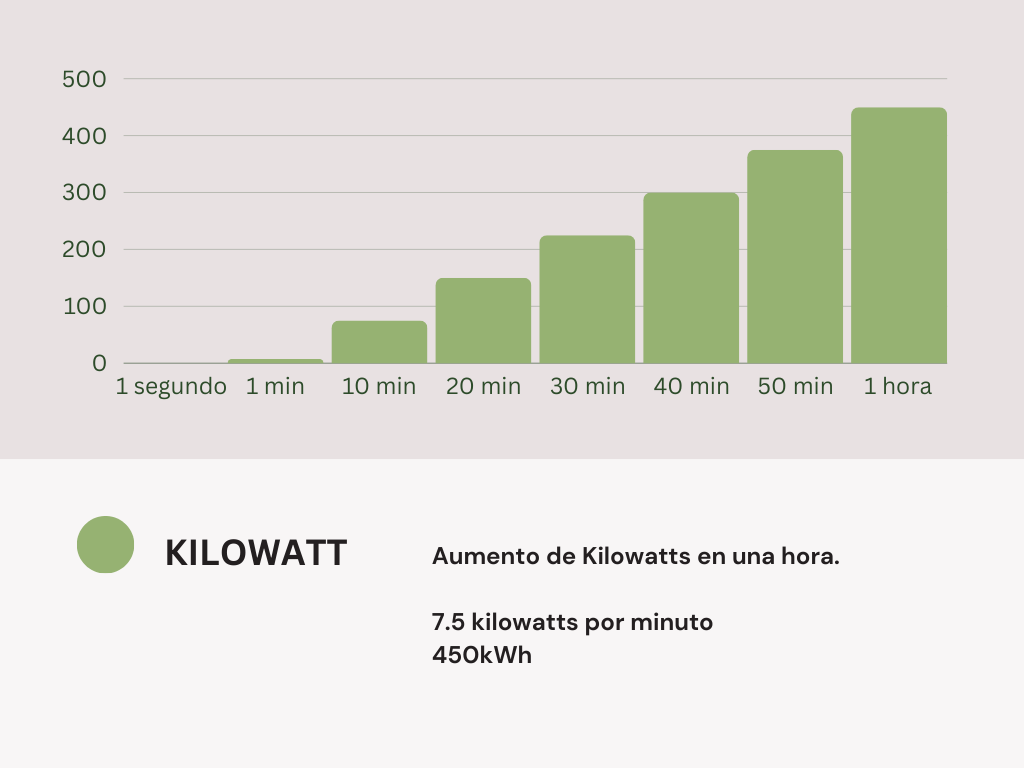 500
400
300
200
100
0
1 segundo 1 min 10 min 20 min 30 min 40 min 50 min 1 hora
KILOWATT
Aumento de Kilowatts en una hora.
7.5 kilowatts por minuto
450kWh